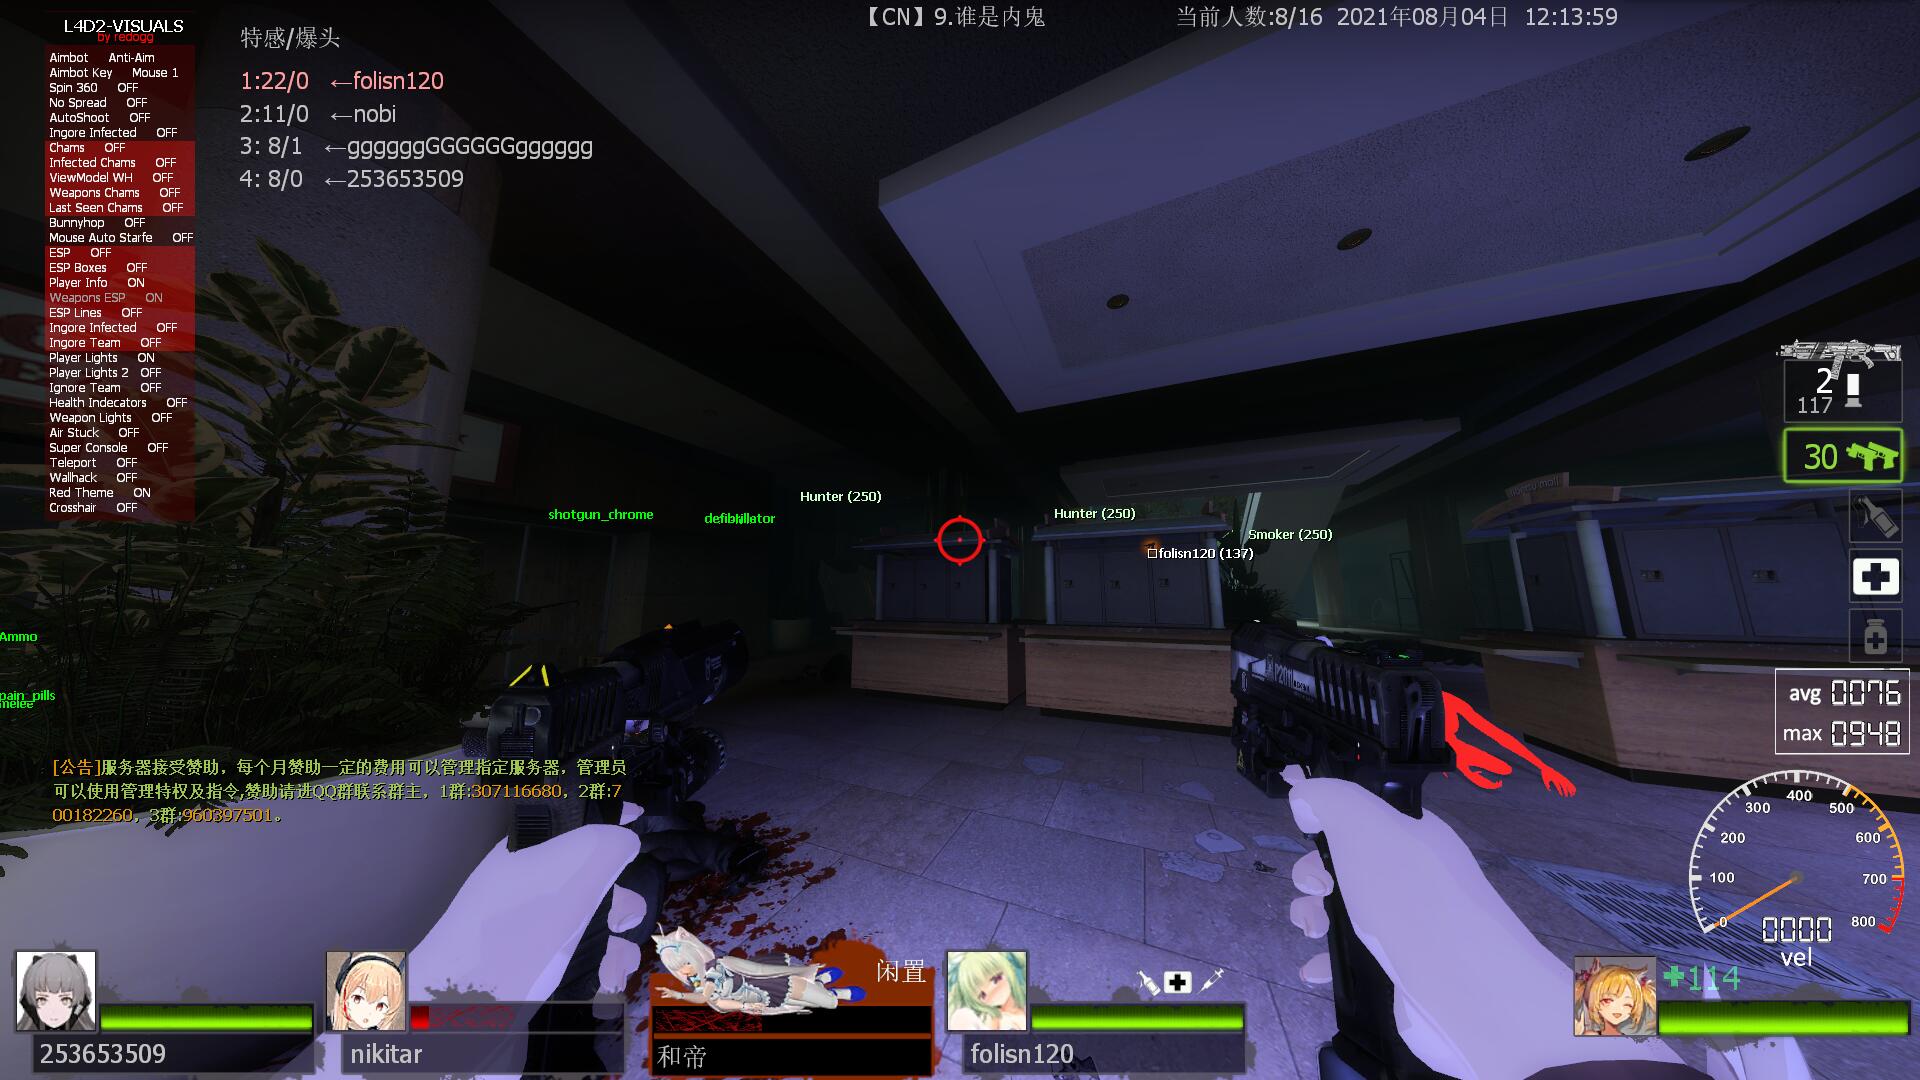 【CN】9.谁是内鬼
当前人数:8/16 2021年08月04日 12:13:59
L4D2-VISUALS
by redogg
Aimbot Anti-Aim
Aimbot Key Mouse 1
Spin 360 OFF
No Spread OFF
AutoShoot OFF
Ingore Infected OFF
Chams OFF
Infected Chams OFF
ViewModel WH OFF
Weapons Chams OFF
Last Seen Chams OFF
Bunnyhop OFF
Mouse Auto Starfe OFF
ESP OFF
ESP Boxes OFF
Player Info ON
Weapons ESP ON
ESP Lines OFF
Ingore Infected OFF
Ingore Team OFF
Player Lights ON
Player Lights 2 OFF
Ignore Team OFF
Health Indecators OFF
Weapon Lights OFF
Air Stuck OFF
Super Console OFF
Teleport OFF
Wallhack OFF
Red Theme ON
Crosshair OFF
特感/爆头
1:22/0 ←folisn120
2:11/0 ←nobi
3: 8/1 ←ggggggGGGGGGgggggg
4: 8/0 ←253653509
Hunter (250)
shotgun_chrome
Hunter (250)
Smoker (250)
folisn120 (137)
Ammo
pain_pills
melee
2
117
30
avg 0076
max 0948
[公告]服务器接受赞助，每个月赞助一定的费用可以管理指定服务器，管理员
可以使用管理特权及指令,赞助请进QQ群联系群主，1群:307116680，2群:7
00182260，3群:960397501。
0
100
200
300
400
500
600
700
800
0000
vel
253653509
nikitar
闲置
和帝
folisn120
+114